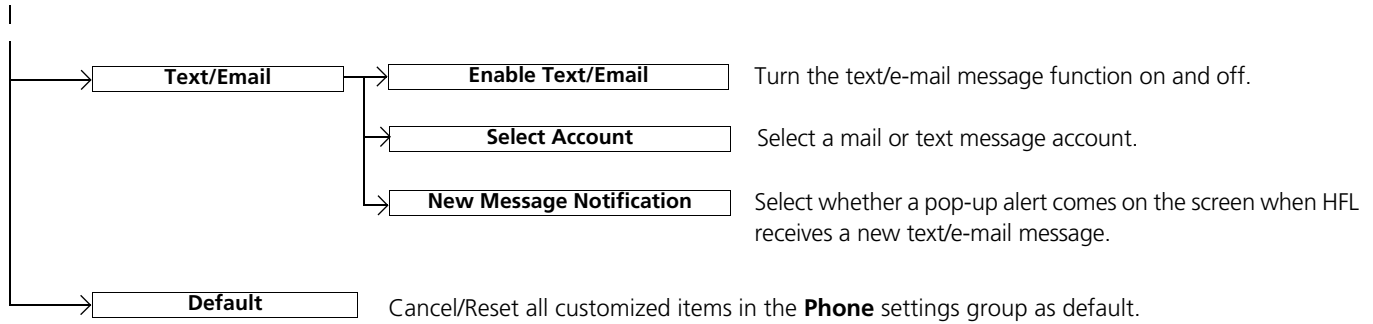 Text/Email
Enable Text/Email
Turn the text/e-mail message function on and off.
Select Account
Select a mail or text message account.
New Message Notification
Select whether a pop-up alert comes on the screen when HFL
receives a new text/e-mail message.
Default
Cancel/Reset all customized items in the Phone settings group as default.